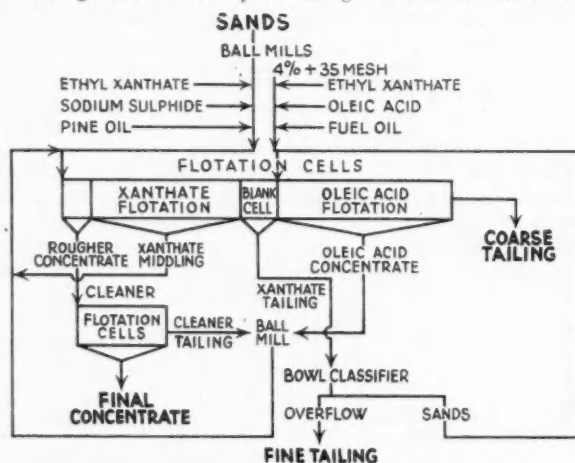 SANDS
BALL MILLS
4% + 35 MESH
ETHYL XANTHATE
ETHYL XANTHATE
SODIUM SULPHIDE
OLEIC ACID
PINE OIL
FUEL OIL
FLOTATION CELLS
XANTHATE
FLOTATION
BLANK
CELL
OLEIC ACID
FLOTATION
ROUGHER
CONCENTRATE
XANTHATE
MIDDLING
OLEIC ACID
CONCENTRATE
COARSE
TAILING
XANTHATE
TAILING
CLEANER
FLOTATION
CELLS
CLEANER
TAILING
BALL
MILL
BOWL CLASSIFIER
FINAL
CONCENTRATE
OVERFLOW
SANDS
FINE TAILING